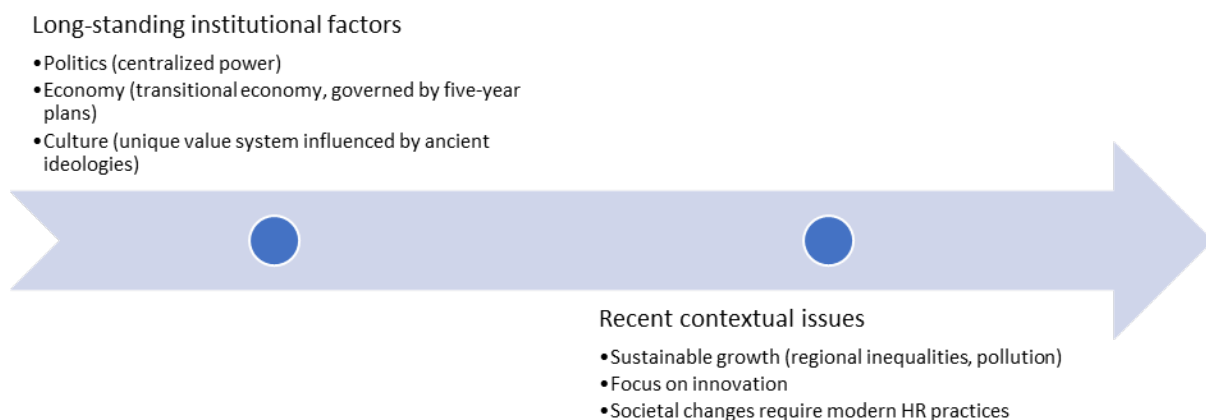 Long-standing institutional factors
•Politics (centralized power)
•Economy (transitional economy, governed by five-year
plans)
•Culture (unique value system influenced by ancient
ideologies)
Recent contextual issues
•Sustainable growth (regional inequalities, pollution)
•Focus on innovation
•Societal changes require modern HR practices